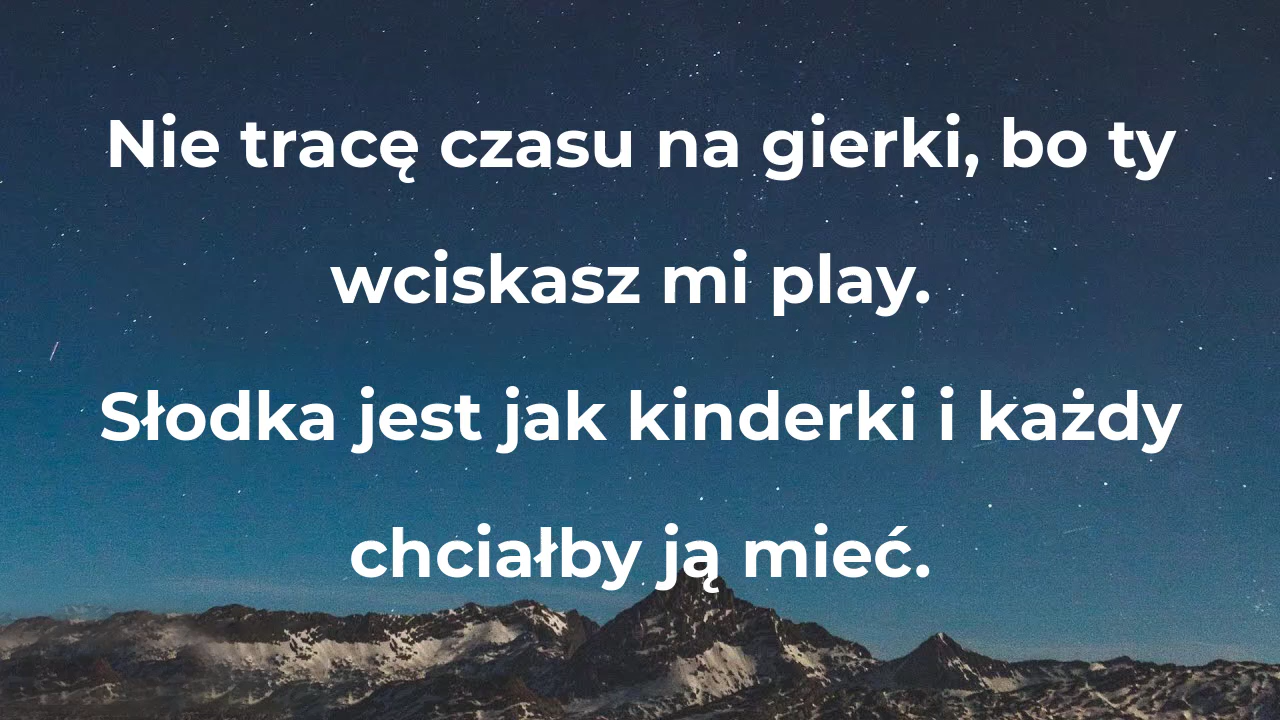 Nie tracę czasu na gierki, bo ty
wciskasz mi play.
Słodka jest jak kinderki i każdy
chciałby ją mieć.